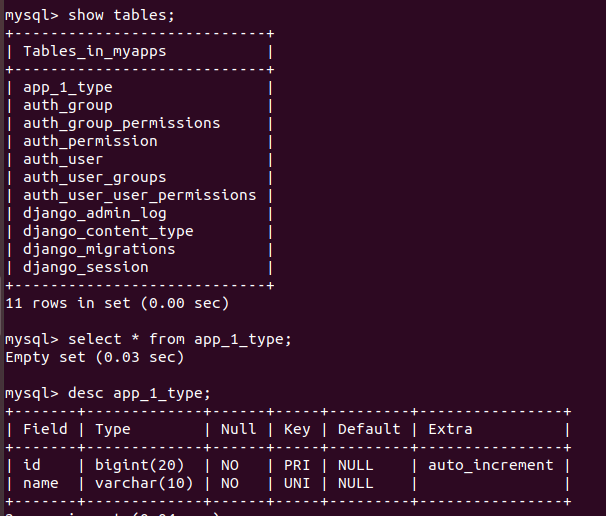 mysql> show tables;
+----------------------------+
| Tables_in_myapps           |
+----------------------------+
| app_1_type                 |
| auth_group                 |
| auth_group_permissions     |
| auth_permission            |
| auth_user                  |
| auth_user_groups           |
| auth_user_user_permissions |
| django_admin_log           |
| django_content_type        |
| django_migrations          |
| django_session             |
+----------------------------+
11 rows in set (0.00 sec)
mysql> select * from app_1_type;
Empty set (0.03 sec)
mysql> desc app_1_type;
+-------+-------------+------+-----+---------+----------------+
| Field | Type        | Null | Key | Default | Extra          |
+-------+-------------+------+-----+---------+----------------+
| id    | bigint(20)  | NO   | PRI | NULL    | auto_increment |
| name  | varchar(10) | NO   | UNI | NULL    |                |
+-------+-------------+------+-----+---------+----------------+